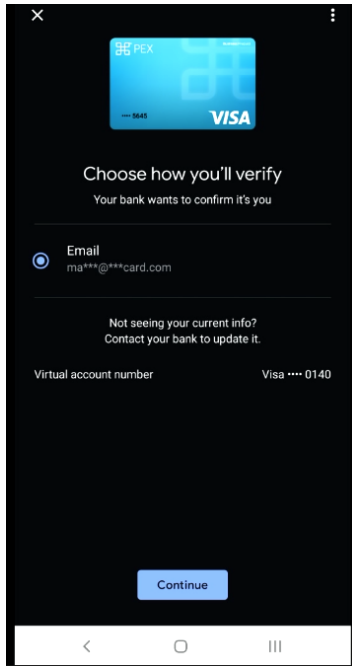 PEX
•••• 5645
VISA
Choose how you'll verify
Your bank wants to confirm it's you
Email
ma***@***card.com
Not seeing your current info?
Contact your bank to update it.
Virtual account number Visa •••• 0140
Continue